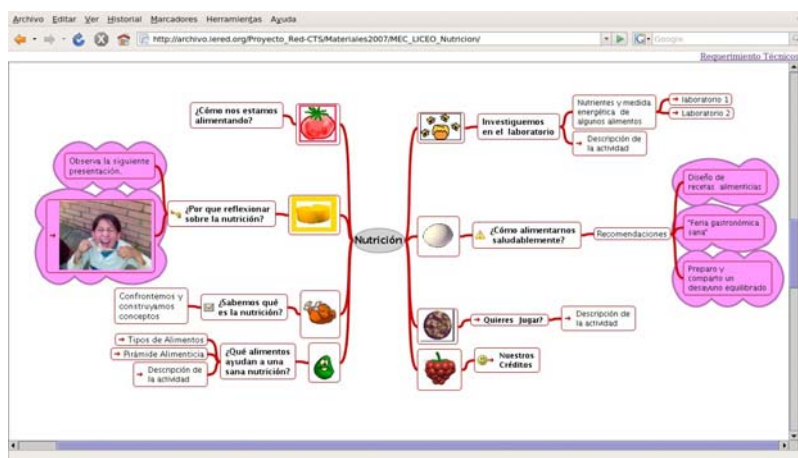 Archivo Editar Ver Historial Marcadores Herramientas Ayuda
http://archivo.iered.org/Proyecto_Red-CTS/Materiales2007/MEC_LICEO_Nutricion/
Google
Requerimiento Técnicos
¿Cómo nos estamos
alimentando?
Observa la siguiente
presentación.
¿Por que reflexionar
sobre la nutrición?
Confrontemos y
construyamos
conceptos
¿Sabemos qué
es la nutrición?
Tipos de Alimentos
Pirámide Alimenticia
Descripción de
la actividad
¿Qué alimentos
ayudan a una
sana nutrición?
Nutrición
Investiguemos
en el laboratorio
Nutrientes y medida
energética de
algunos alimentos
laboratorio 1
Laboratorio 2
Descripción de
la actividad
¿Cómo alimentarnos
saludablemente?
Recomendaciones
Diseño de
recetas alimenticias
"Feria gastronómica
sana"
Preparo y
comparto un
desayuno equilibrado
Quieres Jugar?
Descripción de
la actividad
Nuestros
Créditos